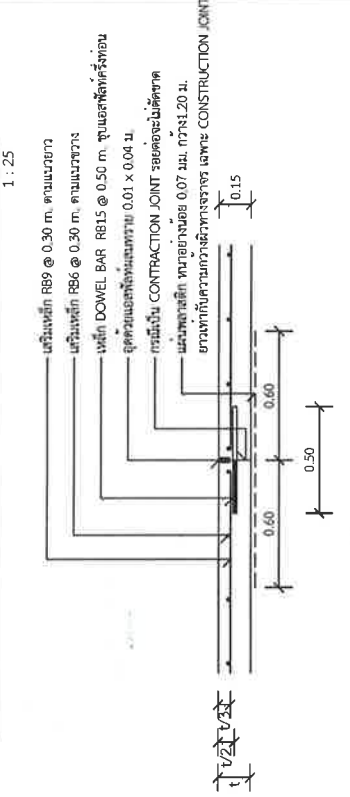 1 : 25
เสริมเหล็ก RB9 @ 0.30 m. ตามแนวยาว
เสริมเหล็ก RB6 @ 0.30 m. ตามแนวขวาง
เหล็ก DOWEL BAR RB15 @ 0.50 m. ชุบแอสฟัลท์ครึ่งท่อน
อุดด้วยแอสฟัลท์ผสมทราย 0.01 x 0.04 ม.
กรณีเป็น CONTRACTION JOINT รอยต่อจะไม่ตัดขาด
แผ่นพลาสติก หนาอย่างน้อย 0.07 มม. กว้าง1.20 ม.
ยาวเท่ากับความกว้างผิวทางจราจร เฉพาะ CONSTRUCTION JOINT
0.15
t/3
t/2
t
0.60
0.60
0.50